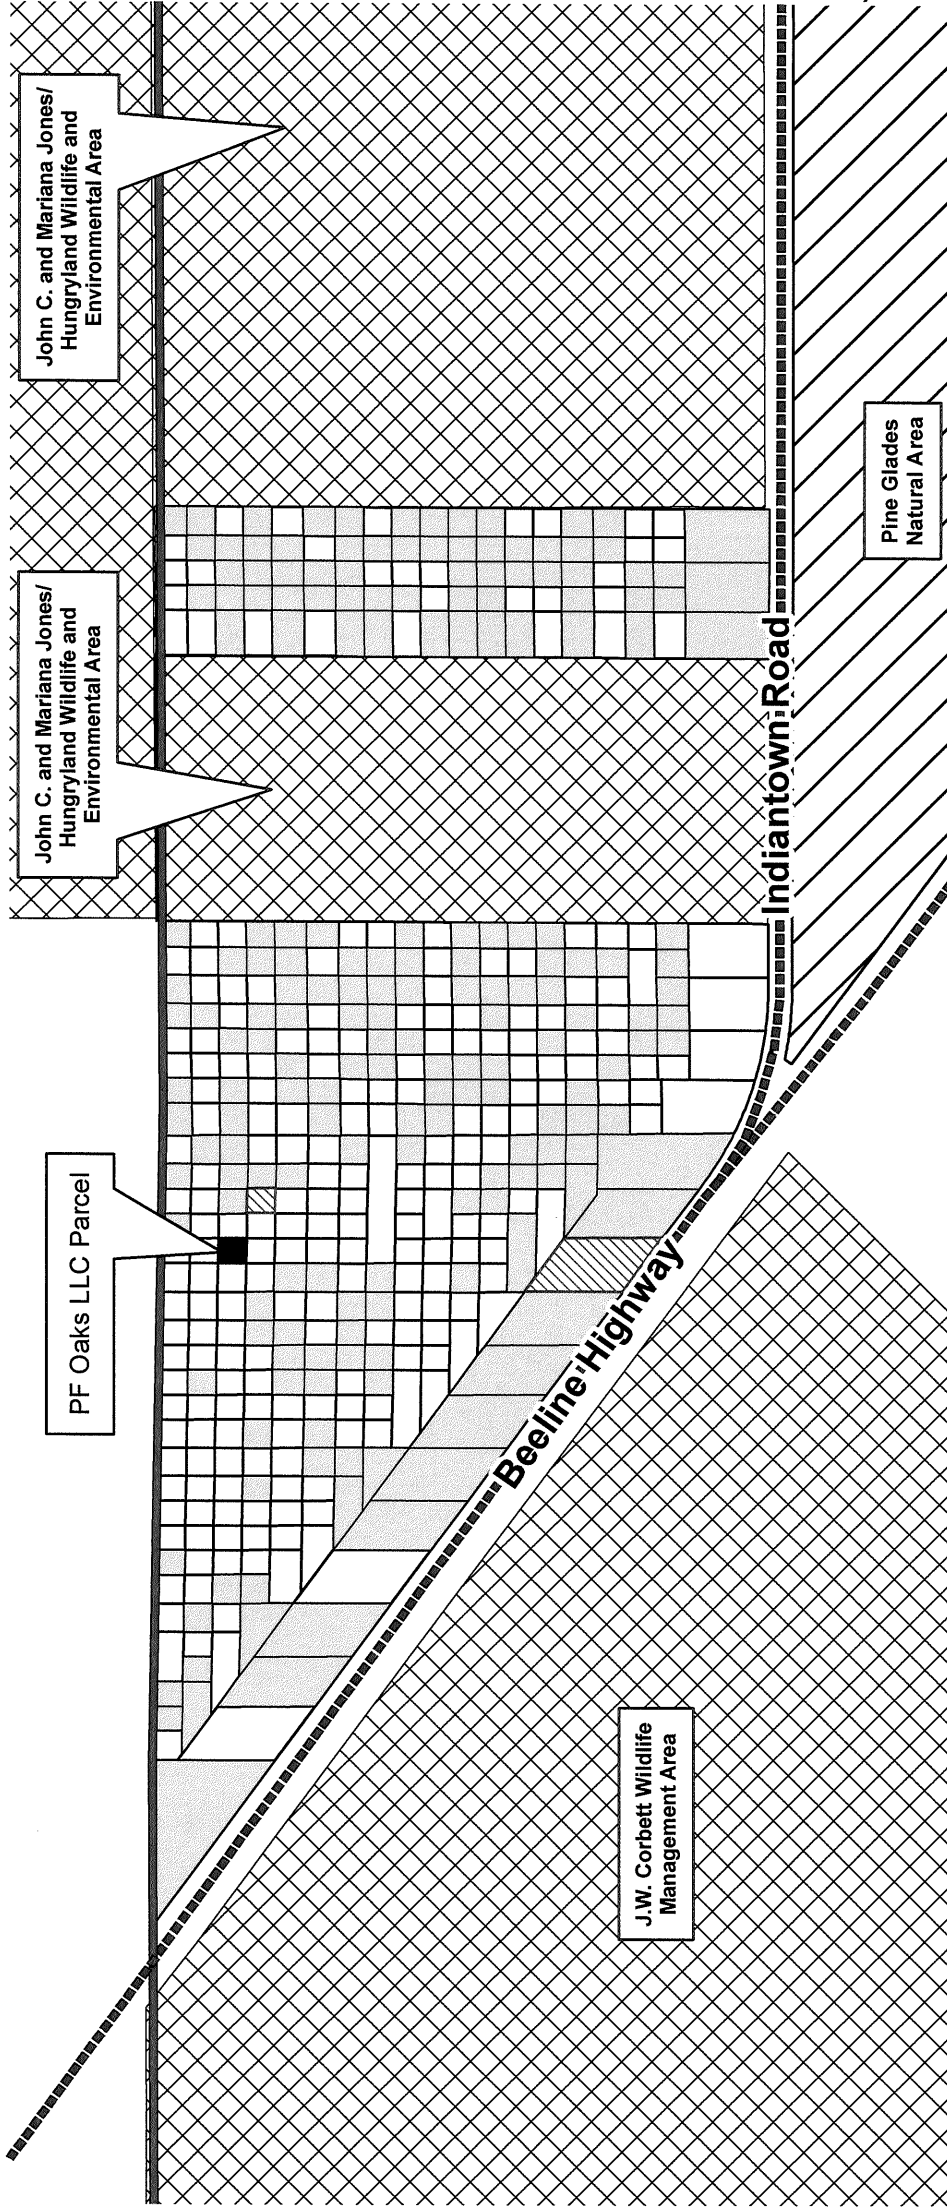 PF Oaks LLC Parcel
John C. and Mariana Jones/
Hungryland Wildlife and
Environmental Area
John C. and Mariana Jones/
Hungryland Wildlife and
Environmental Area
Beeline Highway
Indiantown Road
J.W. Corbett Wildlife
Management Area
Pine Glades
Natural Area